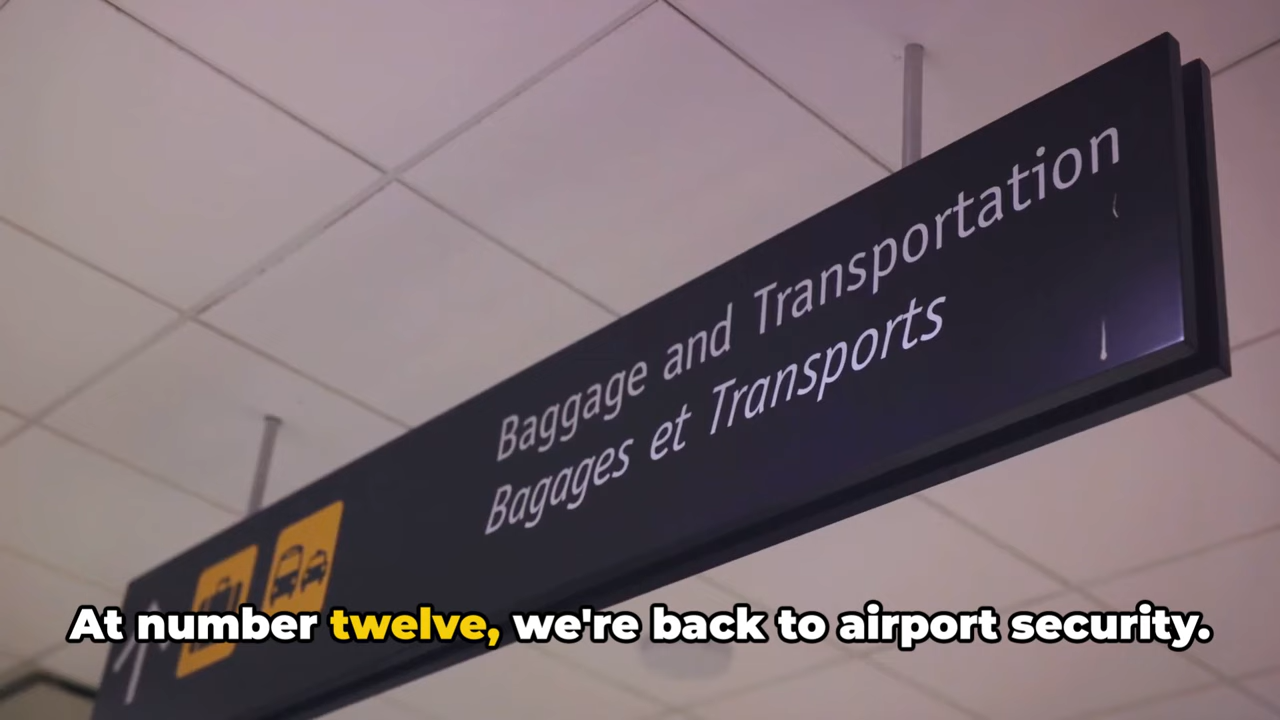 Baggage and Transportation
Bagages et Transports
At number twelve, we're back to airport security.